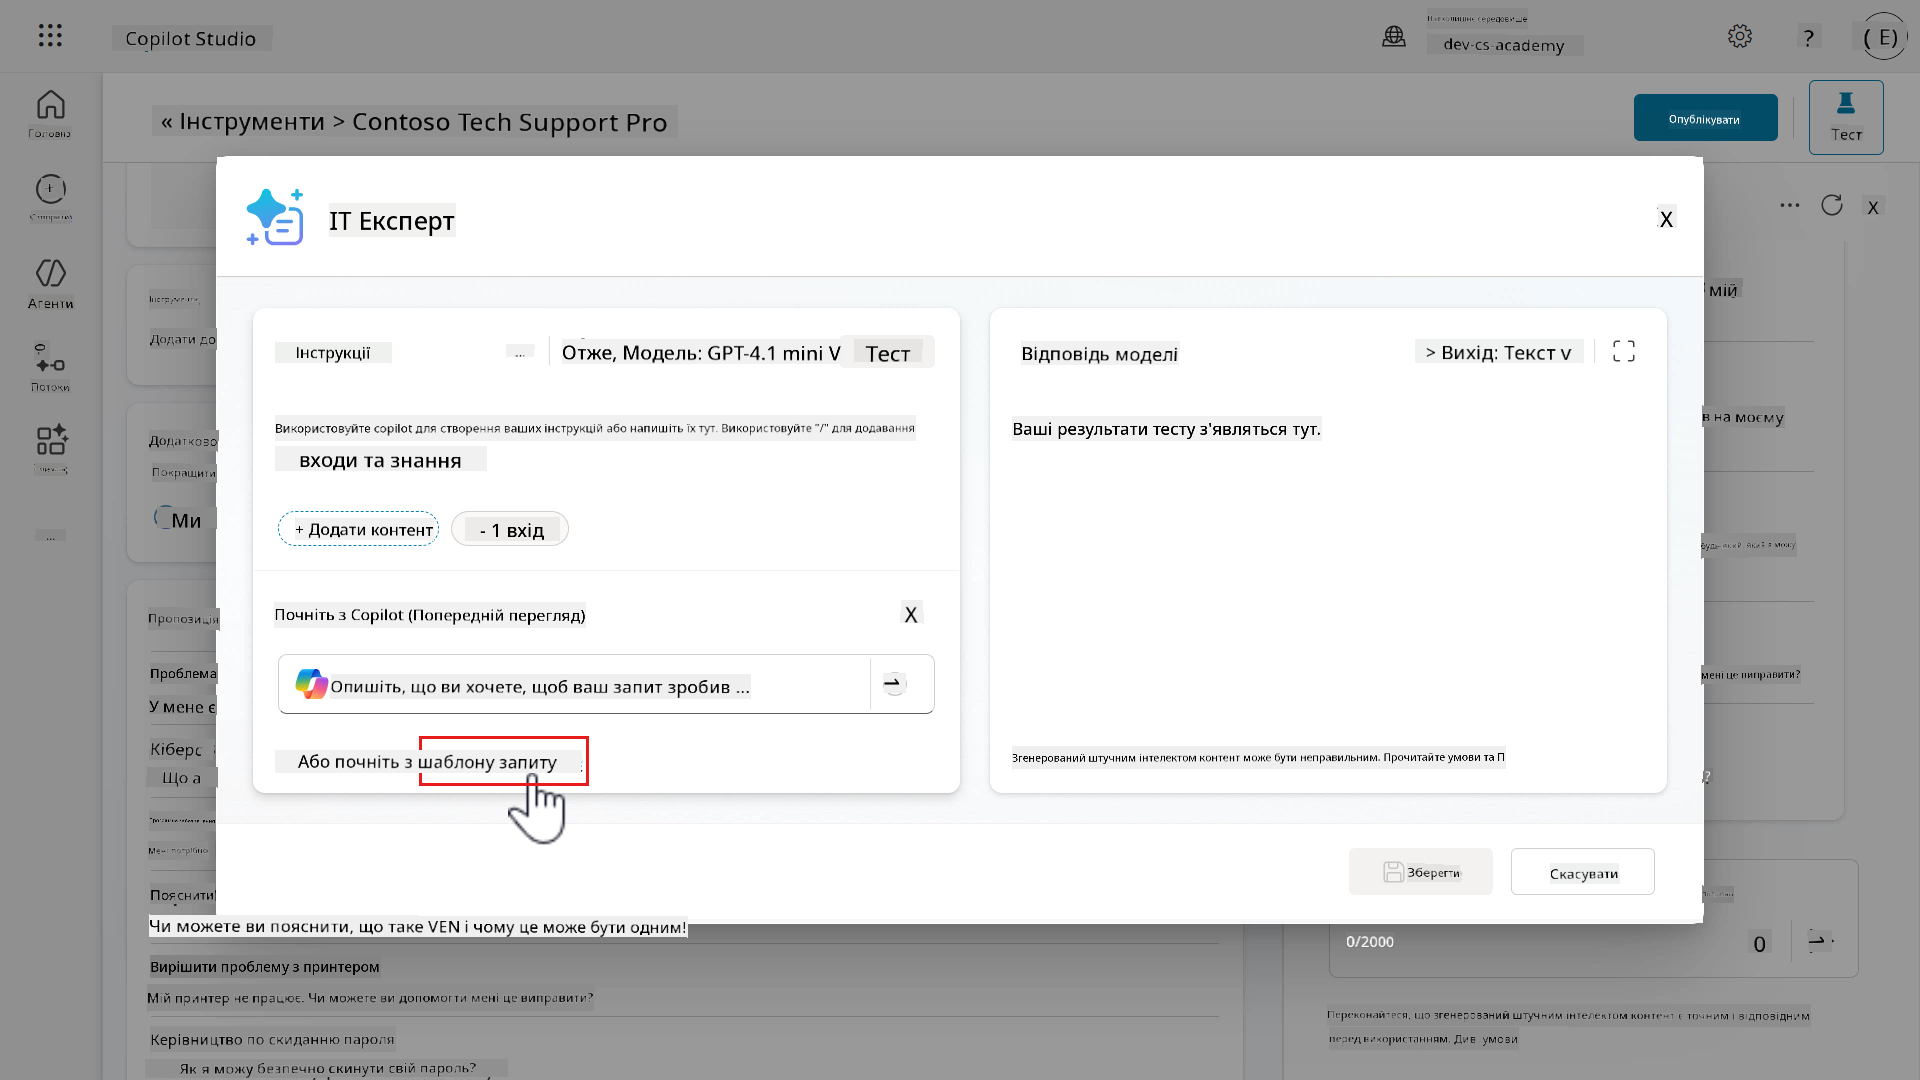 Copilot Studio
dev-cs-academy
?
( E)
Головна
« Інструменти > Contoso Tech Support Pro
Опублікувати
Тест
...
X
Агенти
Потоки
...
Додати до
Додатково
Покращити
Ми
Пропозиція
Проблема
У мене є
Кіберс
Що а
Мені потрібно
Пояснити!
IT Експерт
X
Інструкції
...
Отже, Модель: GPT-4.1 mini V
Тест
Використовуйте copilot для створення ваших інструкцій або напишіть їх тут. Використовуйте "/" для додавання
входи та знання
+ Додати контент
- 1 вхід
Почніть з Copilot (Попередній перегляд)
X
Опишіть, що ви хочете, щоб ваш запит зробив ...
Або почніть з шаблону запиту
Відповідь моделі
> Вихід: Текст v
Ваші результати тесту з'являться тут.
Згенерований штучним інтелектом контент може бути неправильним. Прочитайте умови та П
Зберегти
Скасувати
мій
в на моєму
мені це виправити?
?
Чи можете ви пояснити, що таке VEN і чому це може бути одним!
Вирішити проблему з принтером
Мій принтер не працює. Чи можете ви допомогти мені це виправити?
Керівництво по скиданню пароля
Як я можу безпечно скинути свій пароль?
0/2000
0
Переконайтеся, що згенерований штучним інтелектом контент є точним і відповідним
перед використанням. Див умови